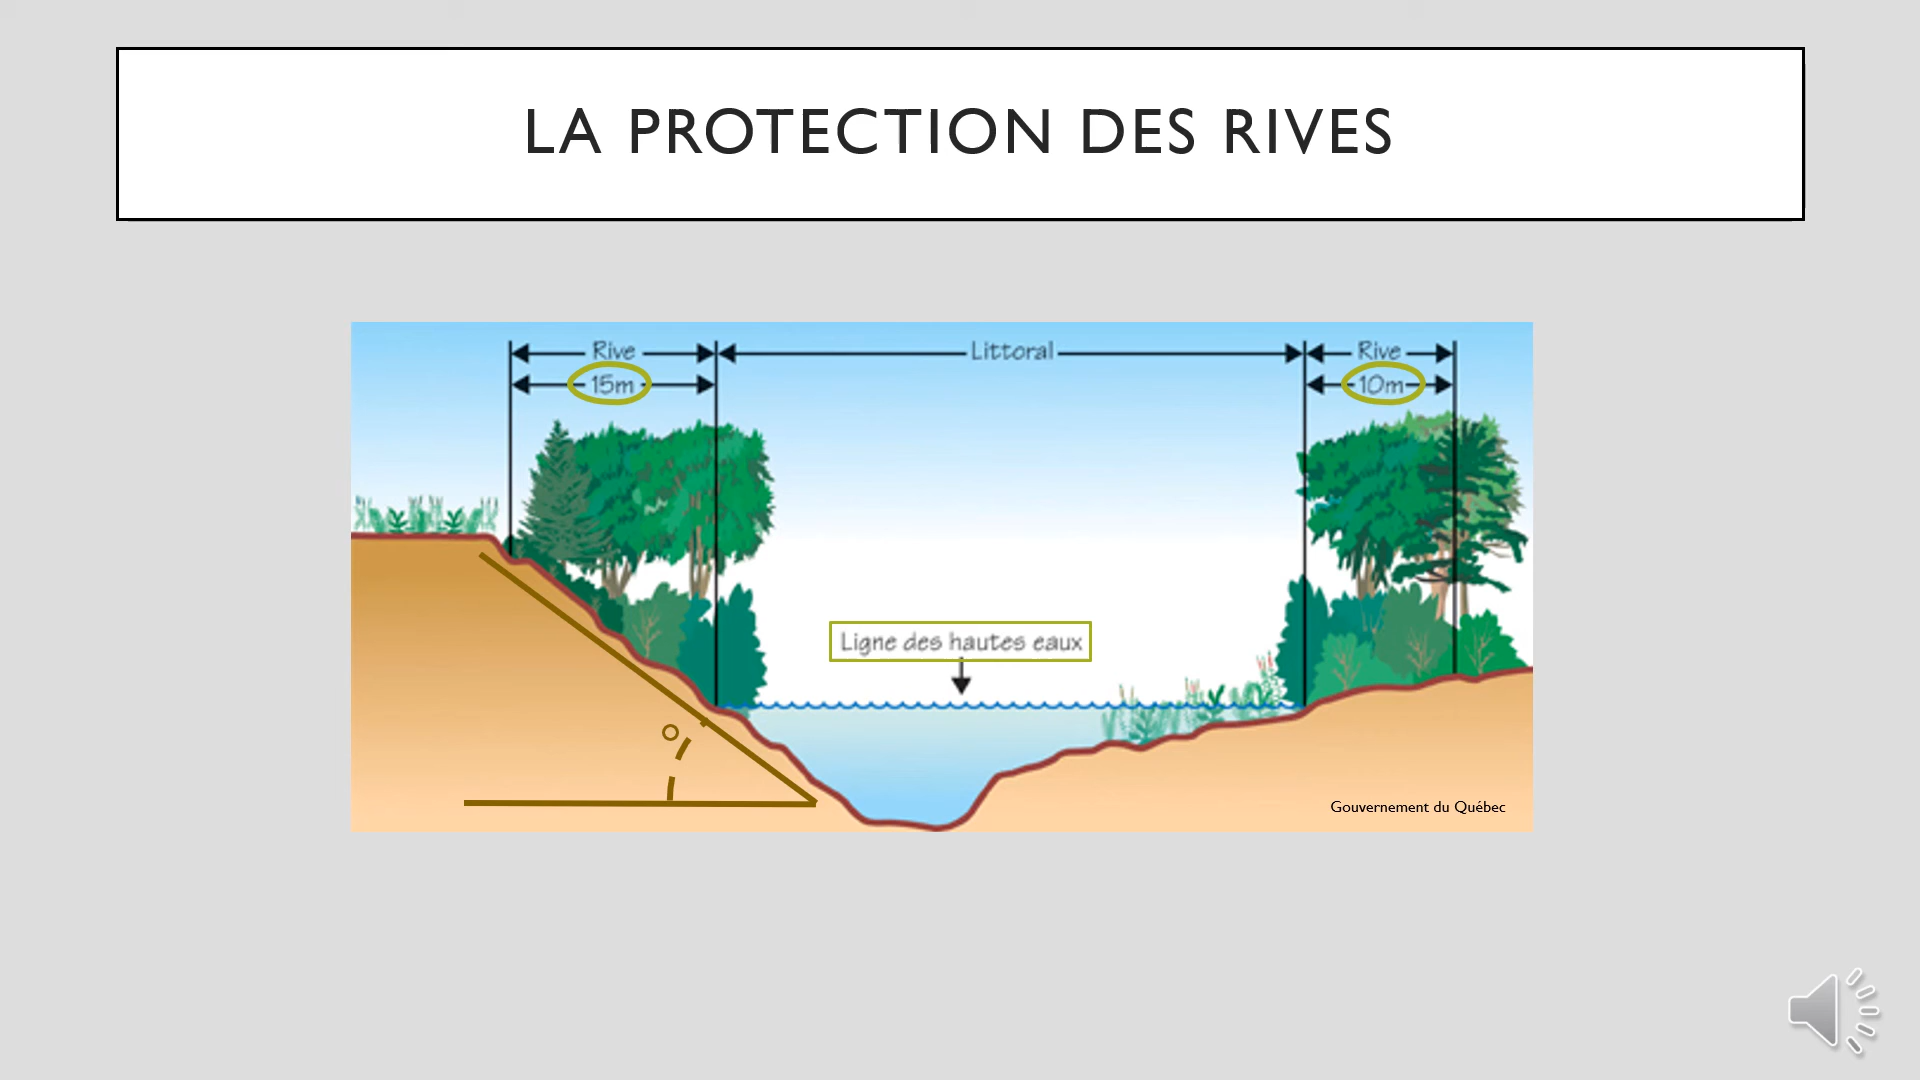 LA PROTECTION DES RIVES
Rive
Littoral
Rive
15m
10m
Ligne des hautes eaux
°
Gouvernement du Québec